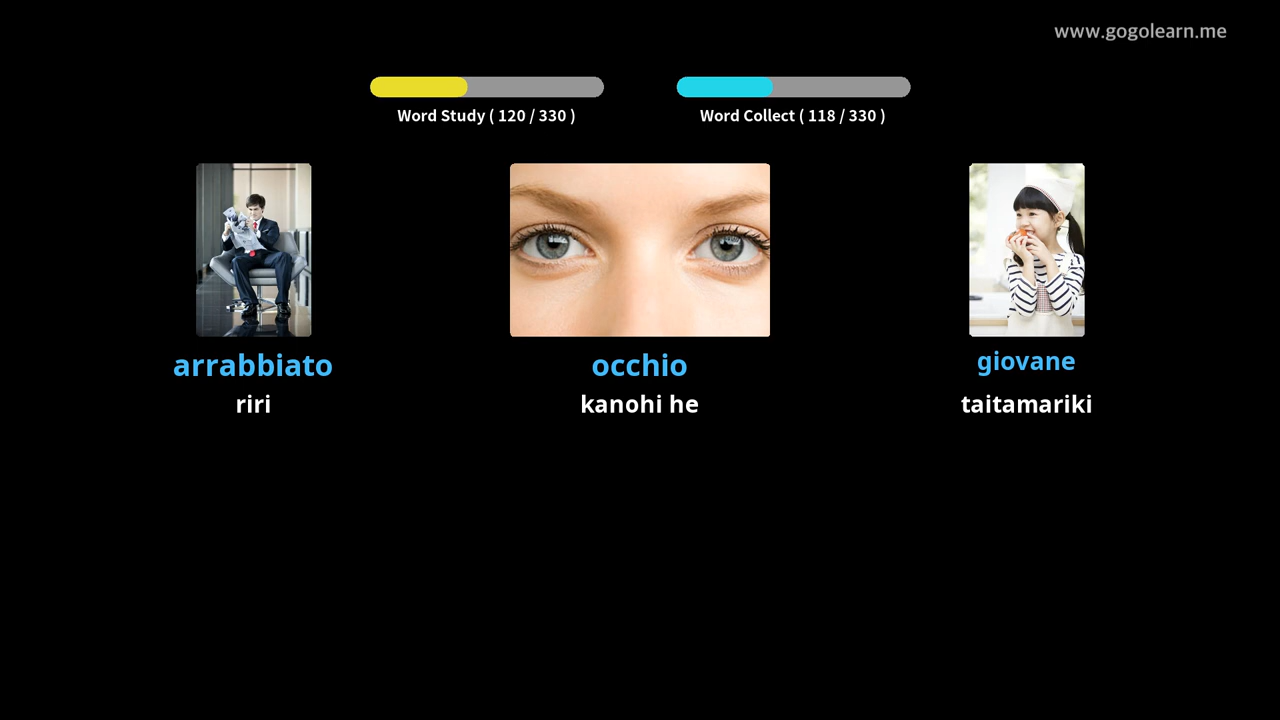 www.gogolearn.me
Word Study ( 120 / 330 )
Word Collect ( 118 / 330 )
arrabbiato
riri
occhio
kanohi he
giovane
taitamariki